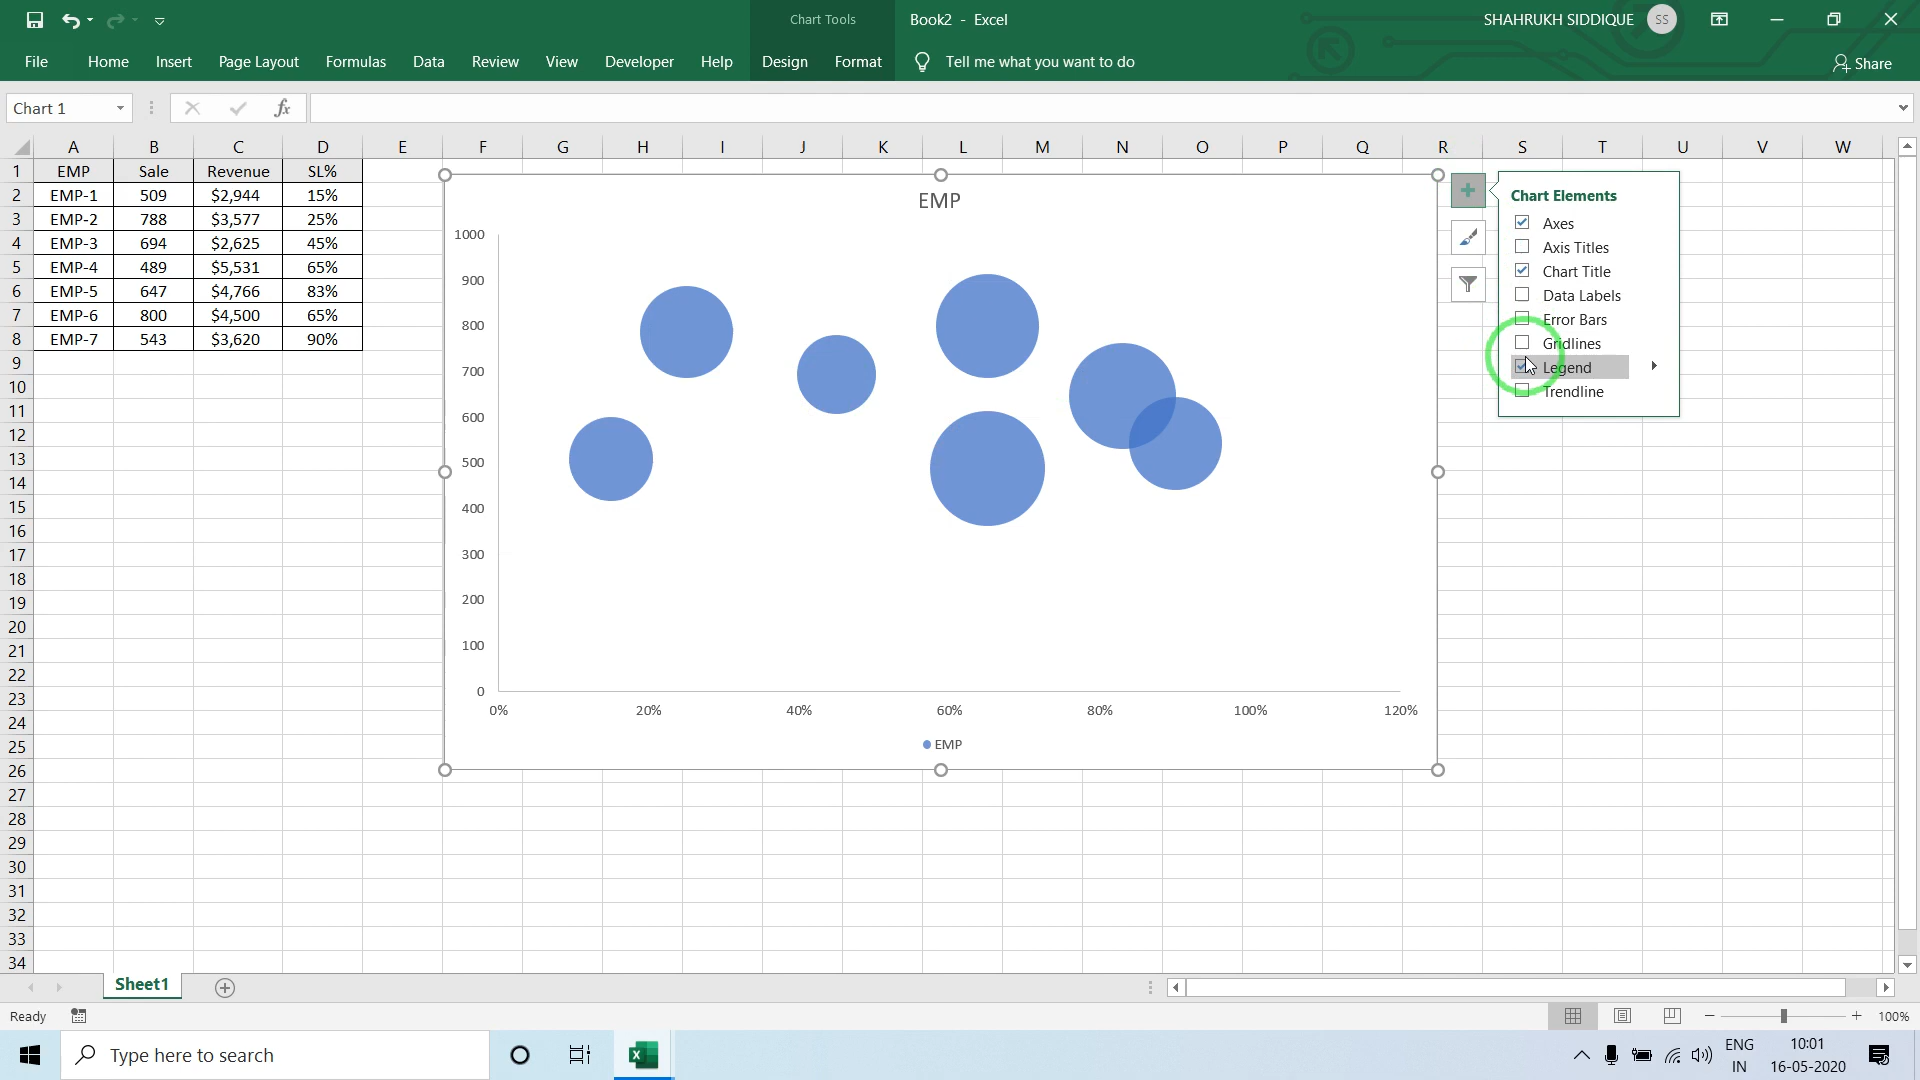 Chart Tools
Book2 - Excel
SHAHRUKH SIDDIQUE SS
File Home Insert Page Layout Formulas Data Review View Developer Help Design Format Tell me what you want to do Share
Chart 1 fx
A B C D E F G H I J K L M N O P Q R S T U V W
1 EMP Sale Revenue SL%
2 EMP-1 509 $2,944 15%
3 EMP-2 788 $3,577 25%
4 EMP-3 694 $2,625 45%
5 EMP-4 489 $5,531 65%
6 EMP-5 647 $4,766 83%
7 EMP-6 800 $4,500 65%
8 EMP-7 543 $3,620 90%
9
10
11
12
13
14
15
16
17
18
19
20
21
22
23
24
25
26
27
28
29
30
31
32
33
34
EMP
1000
900
800
700
600
500
400
300
200
100
0
0% 20% 40% 60% 80% 100% 120%
EMP
Chart Elements
Axes
Axis Titles
Chart Title
Data Labels
Error Bars
Gridlines
Legend
Trendline
Sheet1
Ready 100%
Type here to search
ENG
IN
10:01
16-05-2020